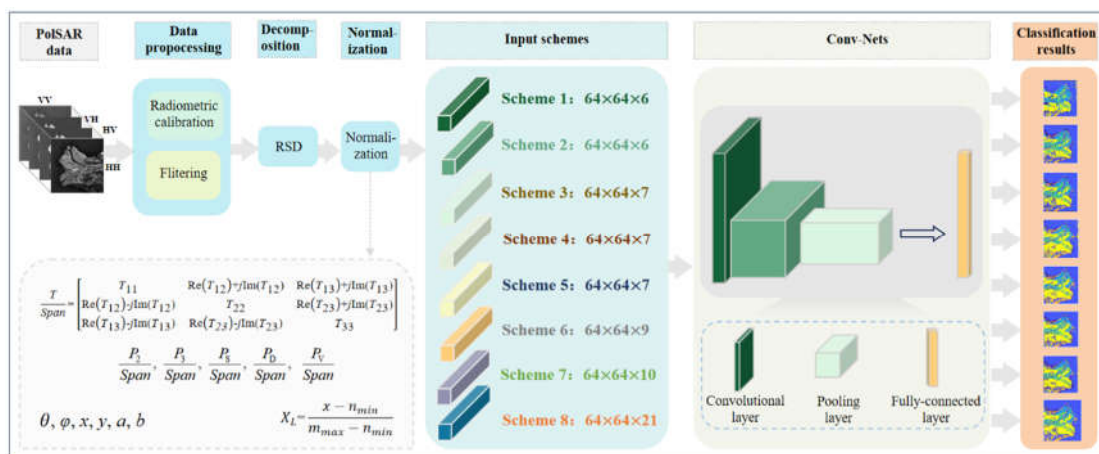 PolSAR
data
Data
propocessing
Decomp-
osition
Normal-
ization
Input schemes
Conv-Nets
Classification
results
VV
VH
HV
HH
Radiometric
calibration
Flitering
RSD
Normali-
zation
Scheme 1: 64×64×6
Scheme 2: 64×64×6
Scheme 3: 64×64×7
Scheme 4: 64×64×7
Scheme 5: 64×64×7
Scheme 6: 64×64×9
Scheme 7: 64×64×10
Scheme 8: 64×64×21
T11 Re(T12)+jIm(T12) Re(T13)+jIm(T13)
T/Span= Re(T12)-jIm(T12) T22 Re(T23)+jIm(T23)
Re(T13)-jIm(T13) Re(T23)-jIm(T23) T33
P2/Span, P3/Span, P8/Span, PD/Span, PV/Span
θ, φ, x, y, a, b
XL = (x − nmin)/(mmax − nmin)
Convolutional
layer
Pooling
layer
Fully-connected
layer